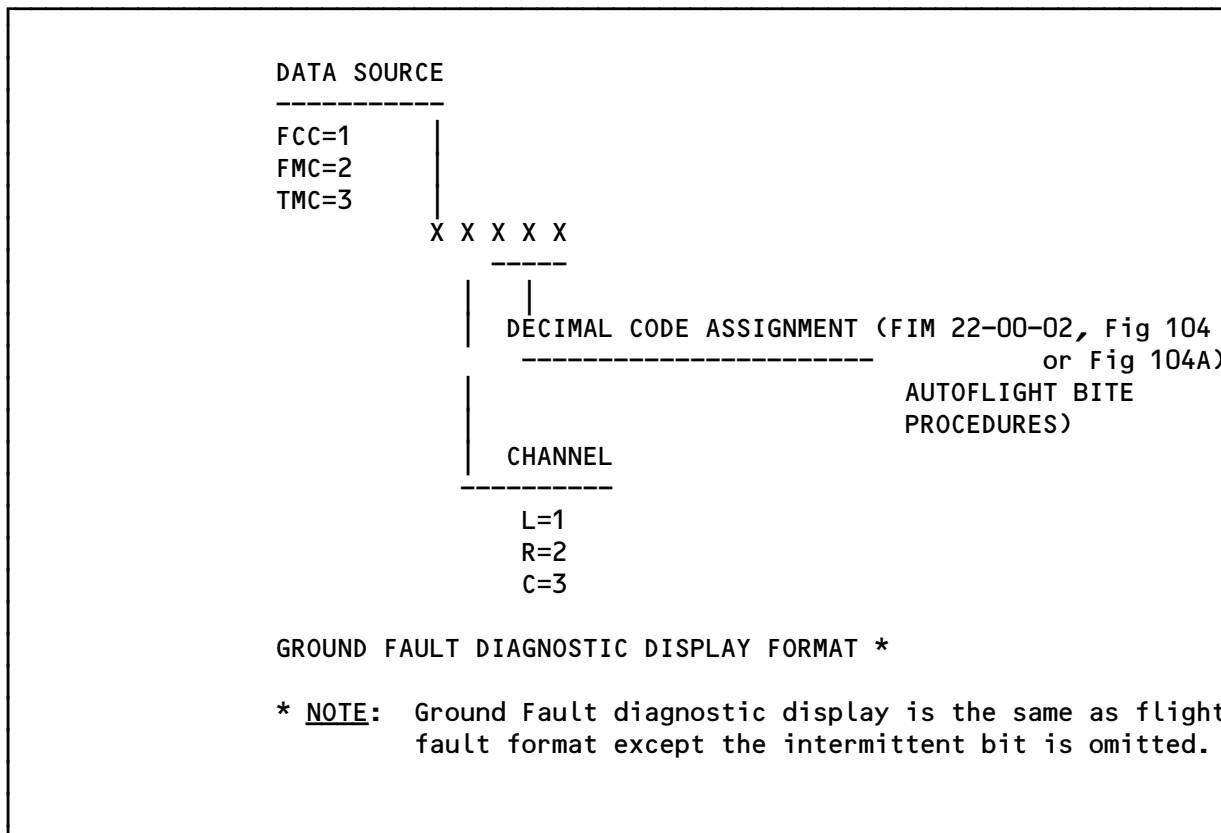 DATA SOURCE
-----------
FCC=1
FMC=2
TMC=3
X X X X X
-----
DECIMAL CODE ASSIGNMENT (FIM 22-00-02, Fig 104
----------------------- or Fig 104A)
AUTOFLIGHT BITE
PROCEDURES)
CHANNEL
----------
L=1
R=2
C=3
GROUND FAULT DIAGNOSTIC DISPLAY FORMAT *
* NOTE: Ground Fault diagnostic display is the same as flight
fault format except the intermittent bit is omitted.